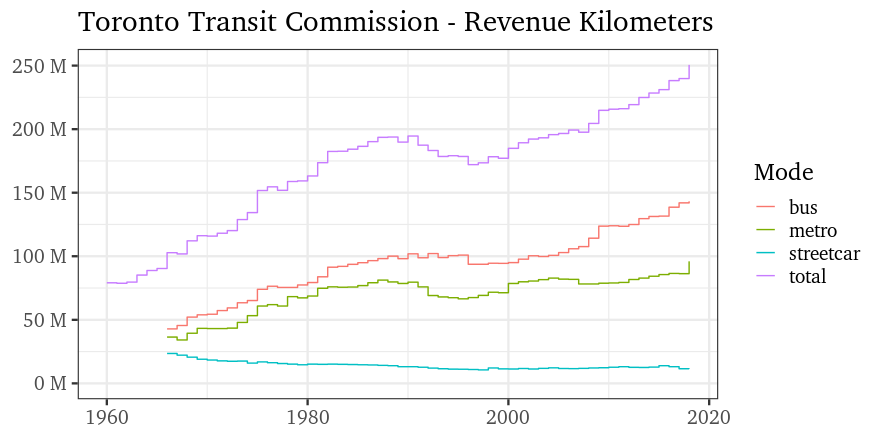 Toronto Transit Commission - Revenue Kilometers
250 M
200 M
150 M
100 M
50 M
0 M
1960
1980
2000
2020
Mode
bus
metro
streetcar
total